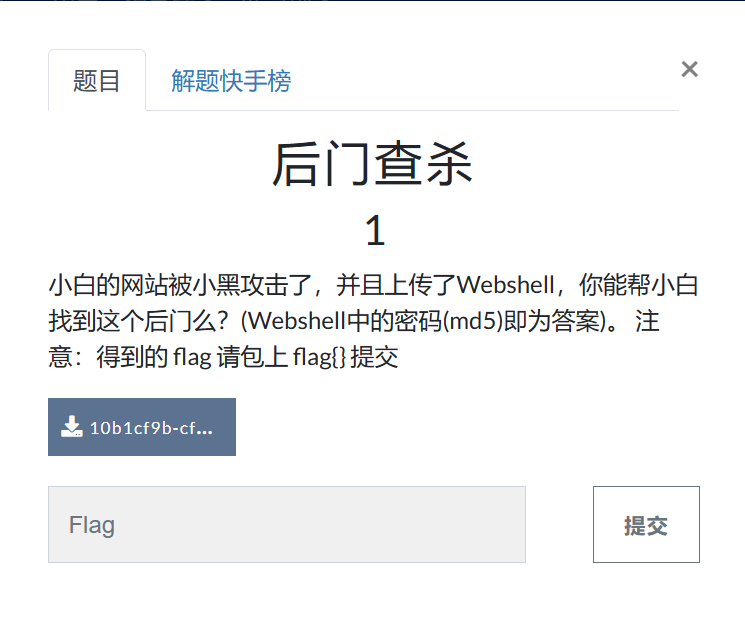 题目 解题快手榜 ×
后门查杀
1
小白的网站被小黑攻击了，并且上传了Webshell，你能帮小白
找到这个后门么？(Webshell中的密码(md5)即为答案)。 注
意：得到的 flag 请包上 flag{} 提交
10b1cf9b-cf...
Flag 提交